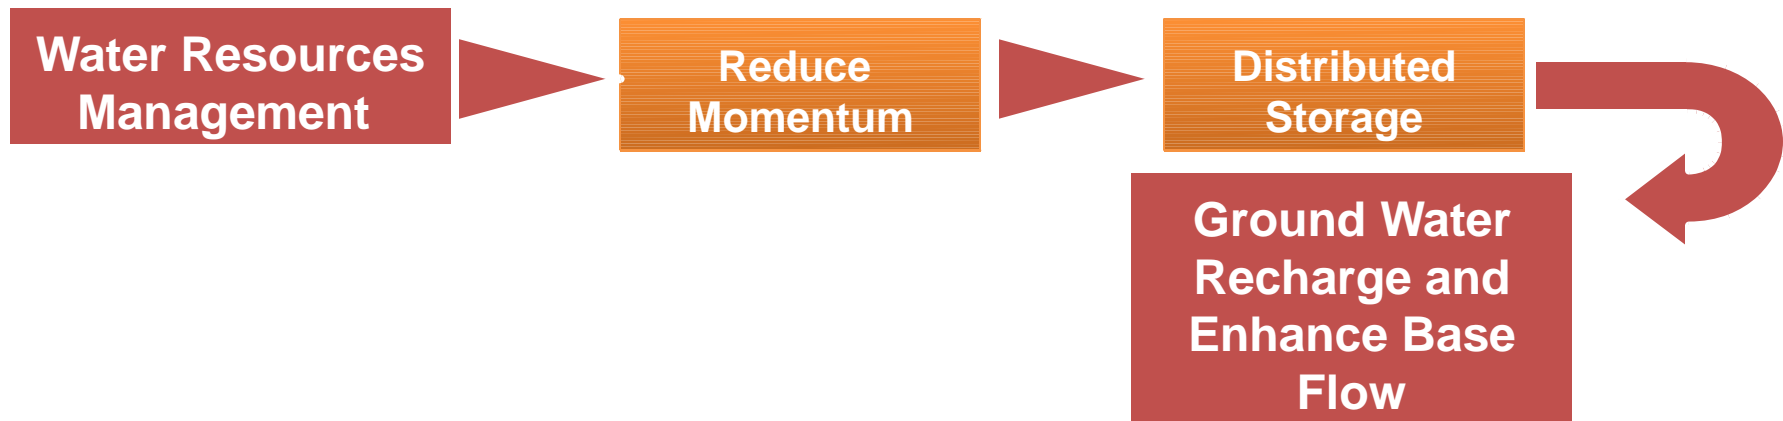 Water Resources
Management
Reduce
Momentum
Distributed
Storage
Ground Water
Recharge and
Enhance Base
Flow